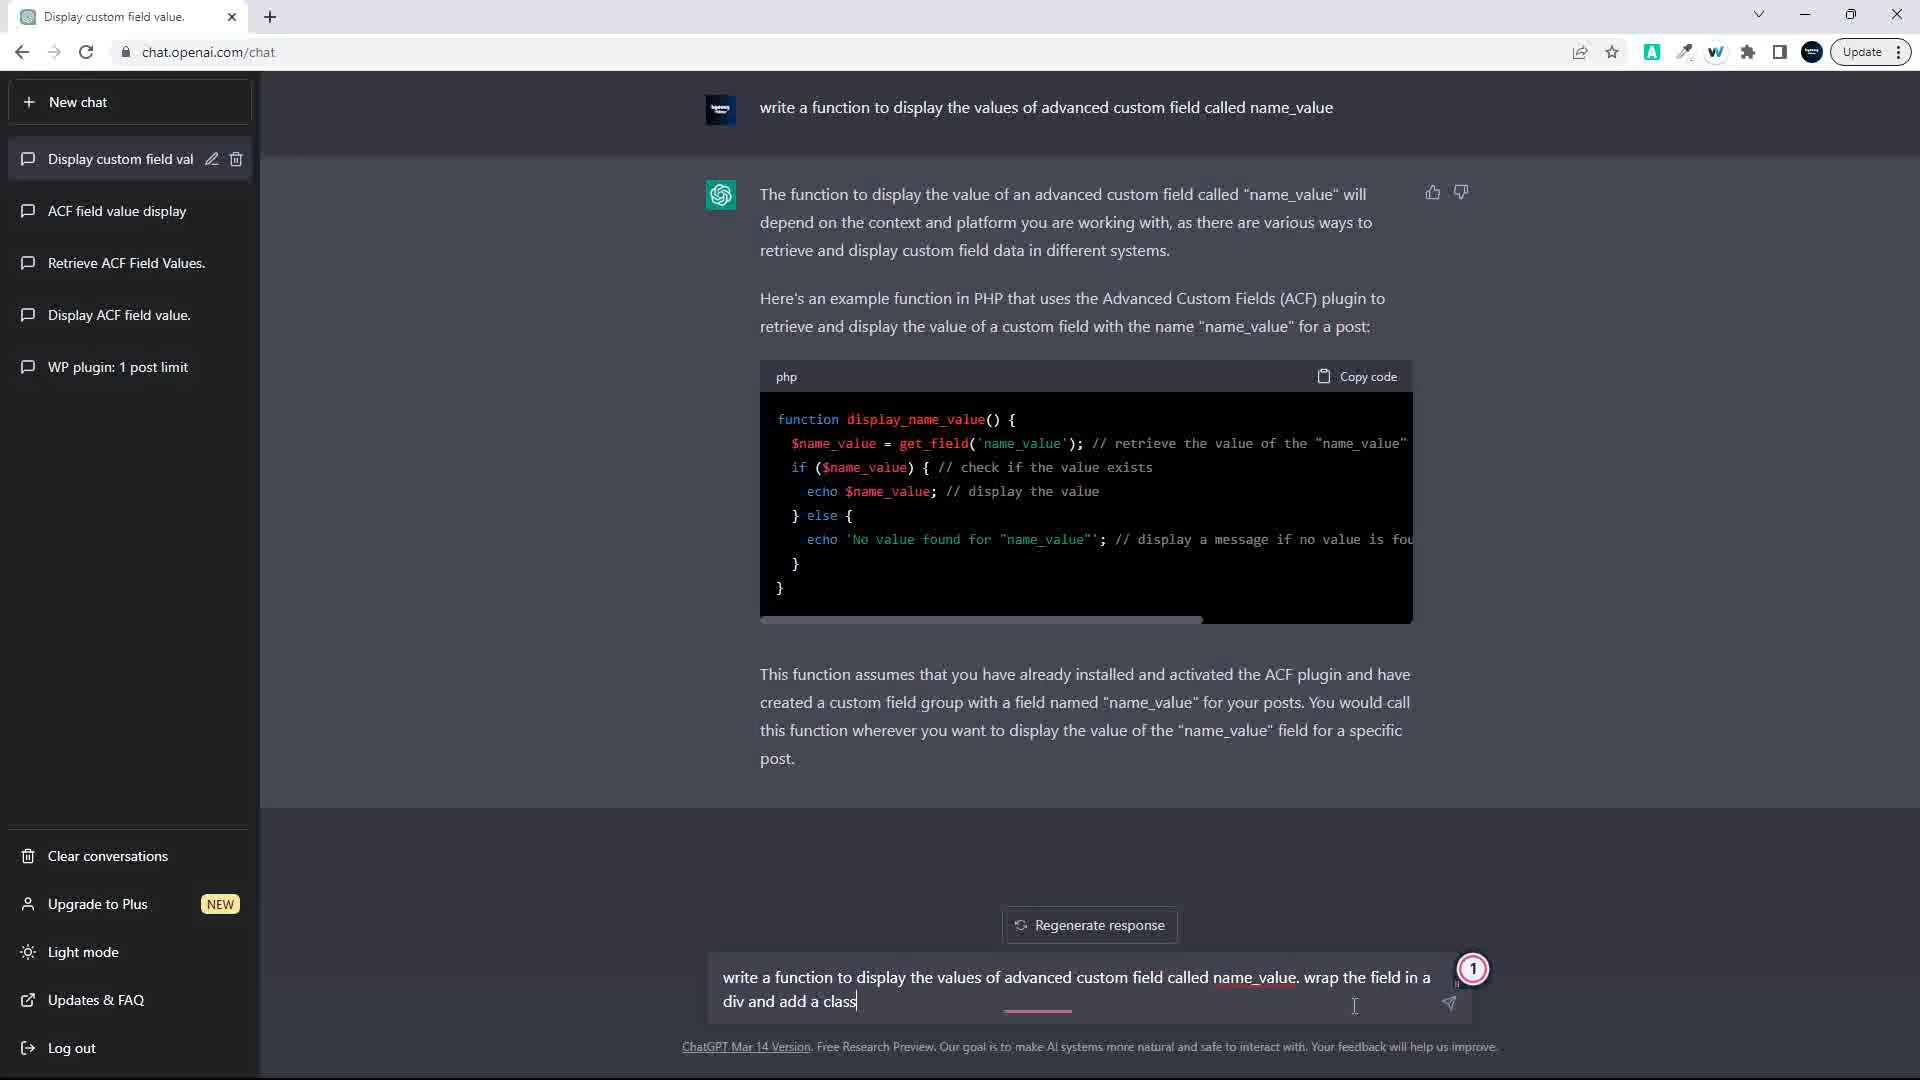 Display custom field value.
chat.openai.com/chat
Update
New chat
Display custom field val
ACF field value display
Retrieve ACF Field Values.
Display ACF field value.
WP plugin: 1 post limit
Clear conversations
Upgrade to Plus
NEW
Light mode
Updates & FAQ
Log out
write a function to display the values of advanced custom field called name_value
The function to display the value of an advanced custom field called "name_value" will
depend on the context and platform you are working with, as there are various ways to
retrieve and display custom field data in different systems.
Here's an example function in PHP that uses the Advanced Custom Fields (ACF) plugin to
retrieve and display the value of a custom field with the name "name_value" for a post:
php
Copy code
function display_name_value() {
$name_value = get_field('name_value'); // retrieve the value of the "name_value"
if ($name_value) { // check if the value exists
echo $name_value; // display the value
} else {
echo 'No value found for "name_value"'; // display a message if no value is fou
}
}
This function assumes that you have already installed and activated the ACF plugin and have
created a custom field group with a field named "name_value" for your posts. You would call
this function wherever you want to display the value of the "name_value" field for a specific
post.
Regenerate response
write a function to display the values of advanced custom field called name_value. wrap the field in a
div and add a class
1
ChatGPT Mar 14 Version. Free Research Preview. Our goal is to make AI systems more natural and safe to interact with. Your feedback will help us improve.